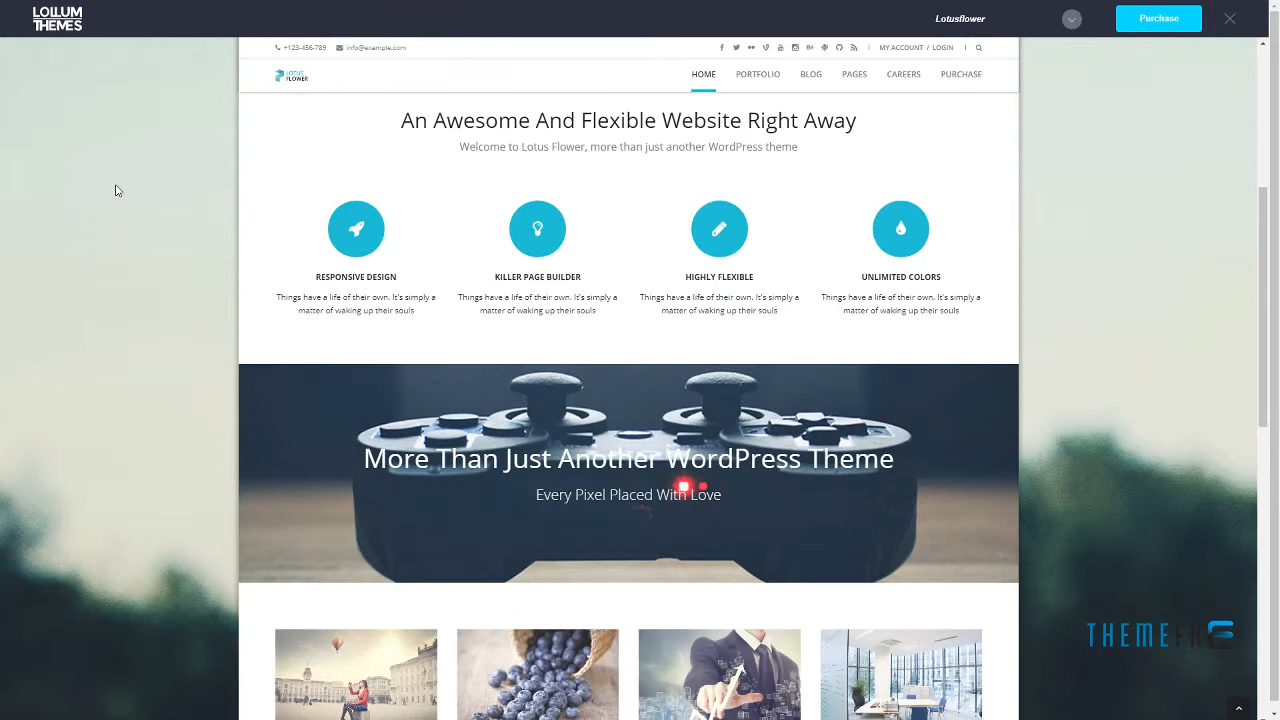 LOLLUM
THEMES
Lotusflower
Purchase
+123-456-789 info@example.com
MY ACCOUNT / LOGIN
LOTUS
FLOWER
HOME PORTFOLIO BLOG PAGES CAREERS PURCHASE
An Awesome And Flexible Website Right Away
Welcome to Lotus Flower, more than just another WordPress theme
RESPONSIVE DESIGN
Things have a life of their own. It's simply a
matter of waking up their souls
KILLER PAGE BUILDER
Things have a life of their own. It's simply a
matter of waking up their souls
HIGHLY FLEXIBLE
Things have a life of their own. It's simply a
matter of waking up their souls
UNLIMITED COLORS
Things have a life of their own. It's simply a
matter of waking up their souls
More Than Just Another WordPress Theme
Every Pixel Placed With Love